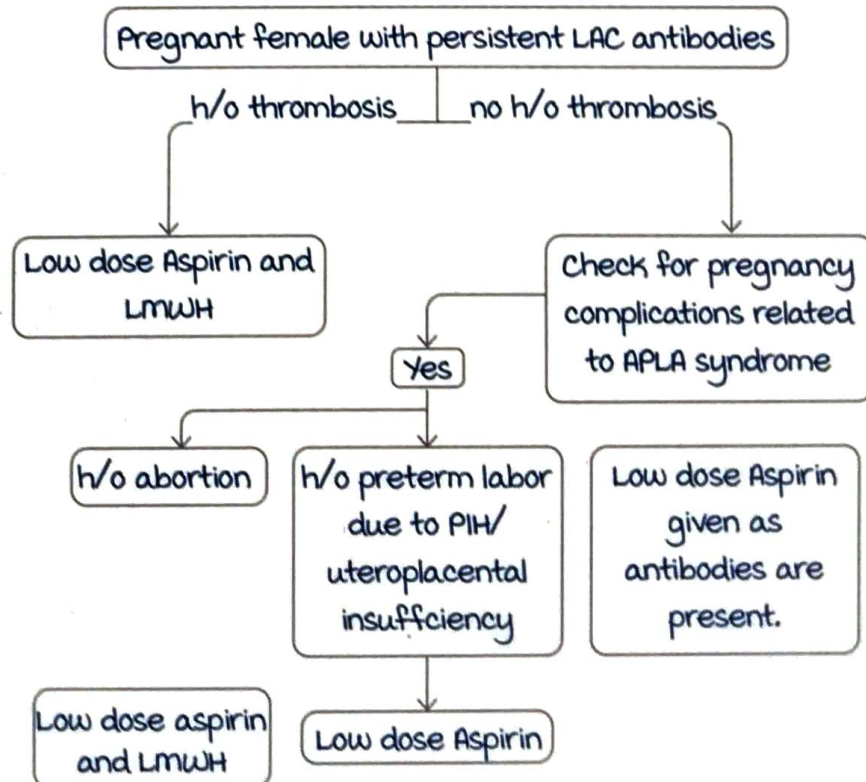 Pregnant female with persistent LAC antibodies
h/o thrombosis
no h/o thrombosis
Low dose Aspirin and
LMWH
Check for pregnancy
complications related
to APLA syndrome
Yes
h/o abortion
h/o preterm labor
due to PIH/
uteroplacental
insuffciency
Low dose Aspirin
given as
antibodies are
present.
Low dose aspirin
and LMWH
Low dose Aspirin